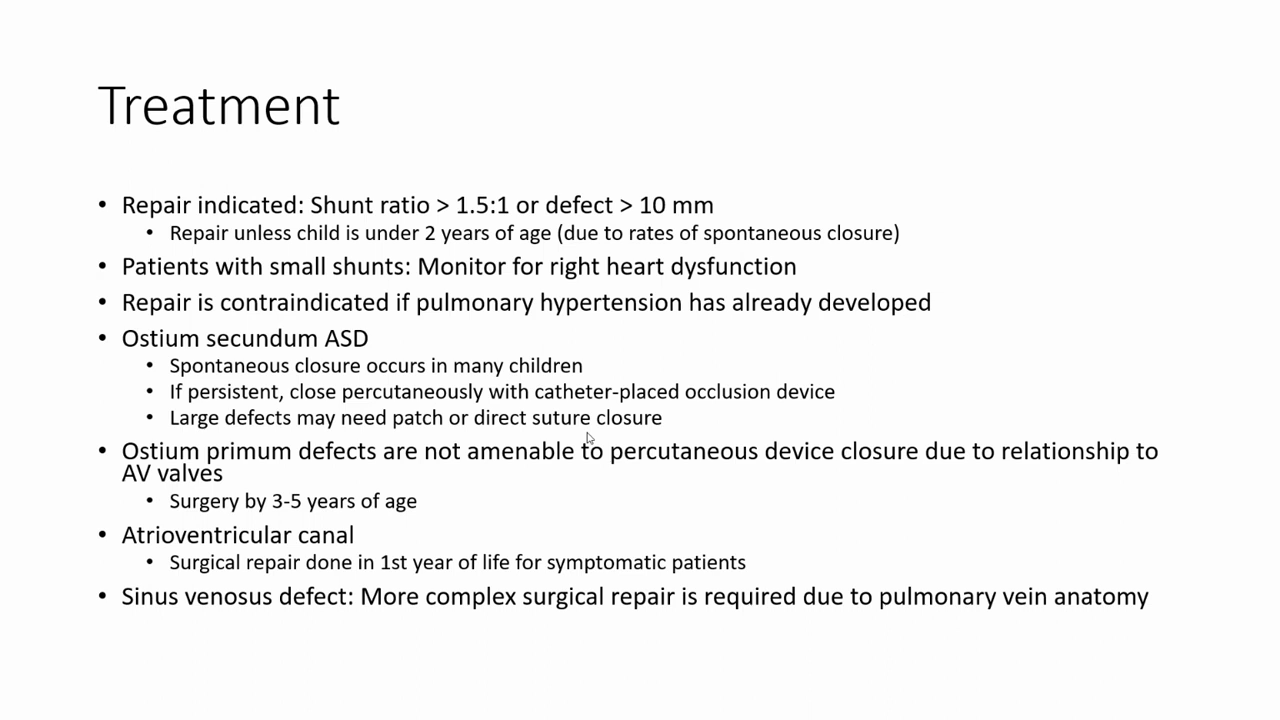 Treatment
• Repair indicated: Shunt ratio > 1.5:1 or defect > 10 mm
• Repair unless child is under 2 years of age (due to rates of spontaneous closure)
• Patients with small shunts: Monitor for right heart dysfunction
• Repair is contraindicated if pulmonary hypertension has already developed
• Ostium secundum ASD
• Spontaneous closure occurs in many children
• If persistent, close percutaneously with catheter-placed occlusion device
• Large defects may need patch or direct suture closure
• Ostium primum defects are not amenable to percutaneous device closure due to relationship to
AV valves
• Surgery by 3-5 years of age
• Atrioventricular canal
• Surgical repair done in 1st year of life for symptomatic patients
• Sinus venosus defect: More complex surgical repair is required due to pulmonary vein anatomy